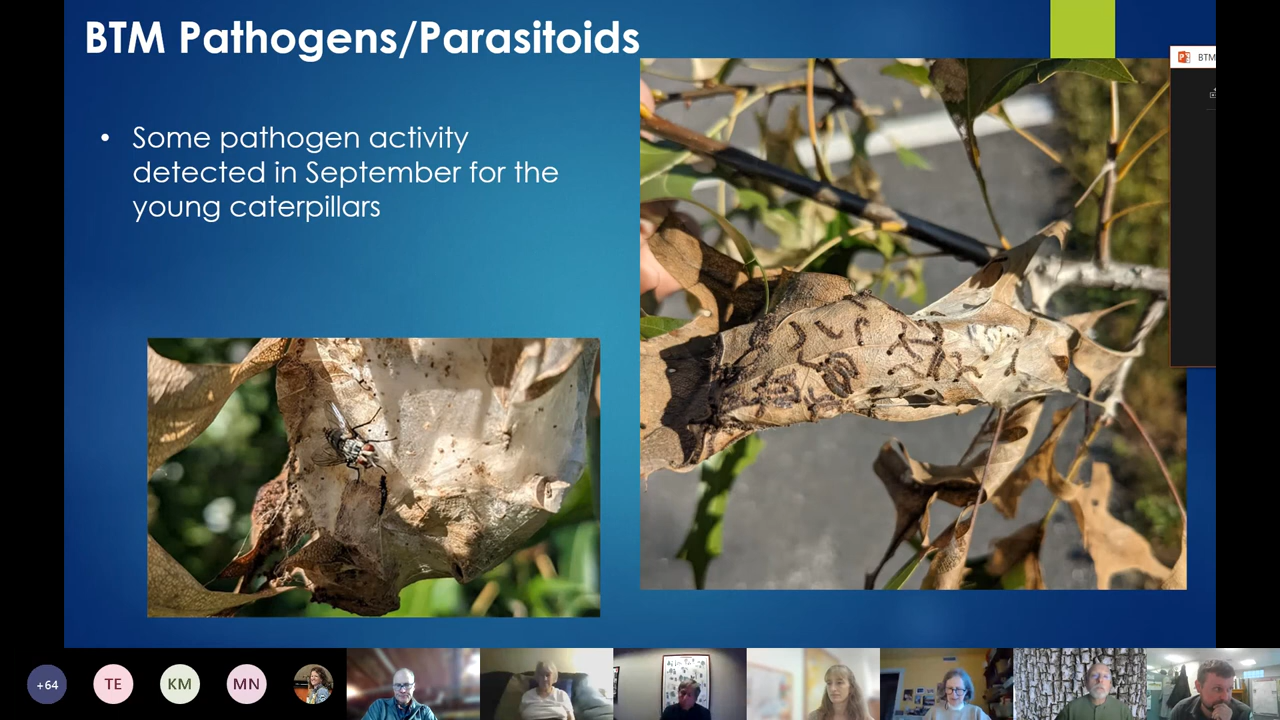 BTM Pathogens/Parasitoids
BTM
• Some pathogen activity
detected in September for the
young caterpillars
+64
TE
KM
MN